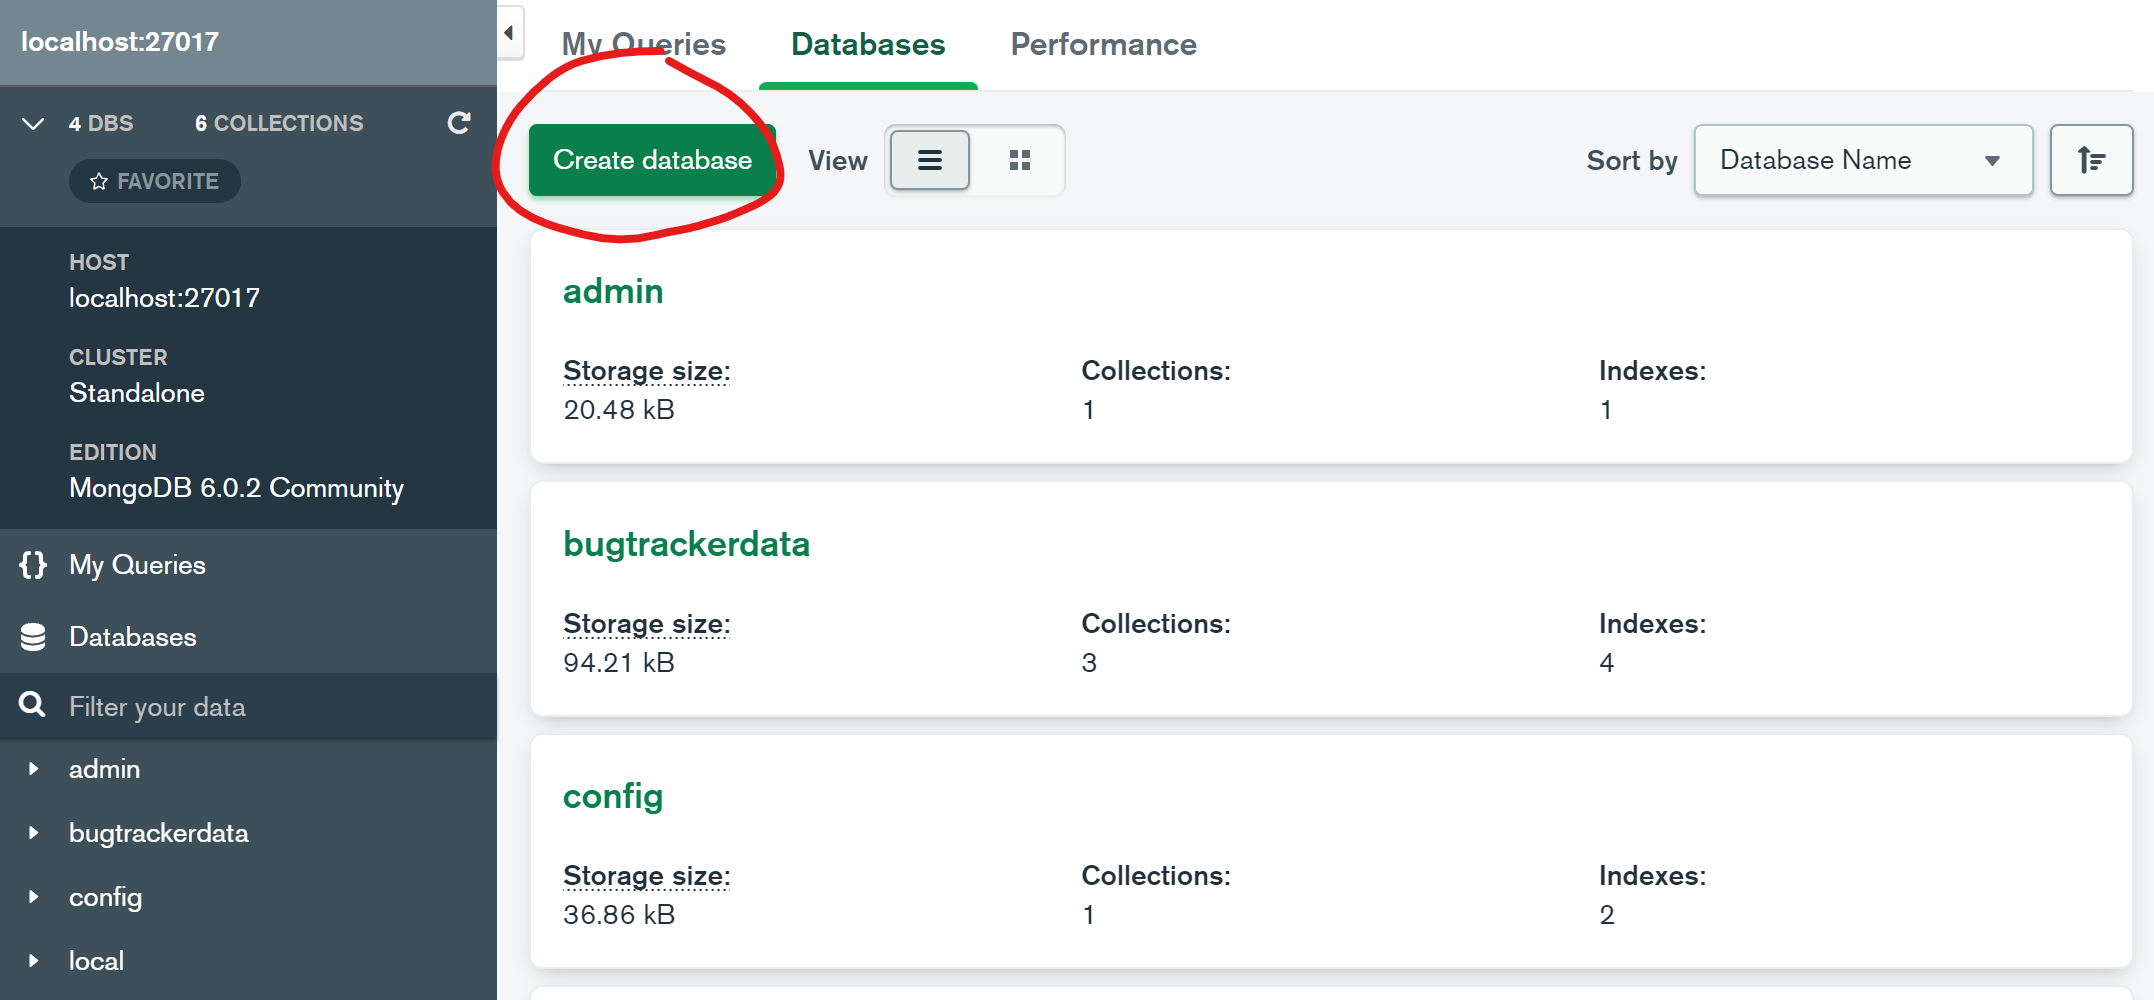 localhost:27017
4 DBS 6 COLLECTIONS
FAVORITE
HOST
localhost:27017
CLUSTER
Standalone
EDITION
MongoDB 6.0.2 Community
{} My Queries
Databases
Filter your data
admin
bugtrackerdata
config
local
My Queries Databases Performance
Create database View Sort by Database Name
admin
Storage size: Collections: Indexes:
20.48 kB 1 1
bugtrackerdata
Storage size: Collections: Indexes:
94.21 kB 3 4
config
Storage size: Collections: Indexes:
36.86 kB 1 2